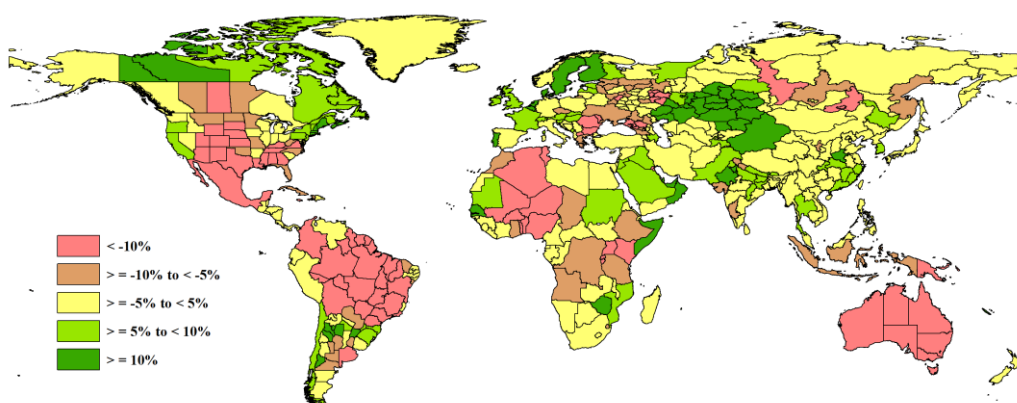 < -10%
> = -10% to < -5%
> = -5% to < 5%
> = 5% to < 10%
> = 10%